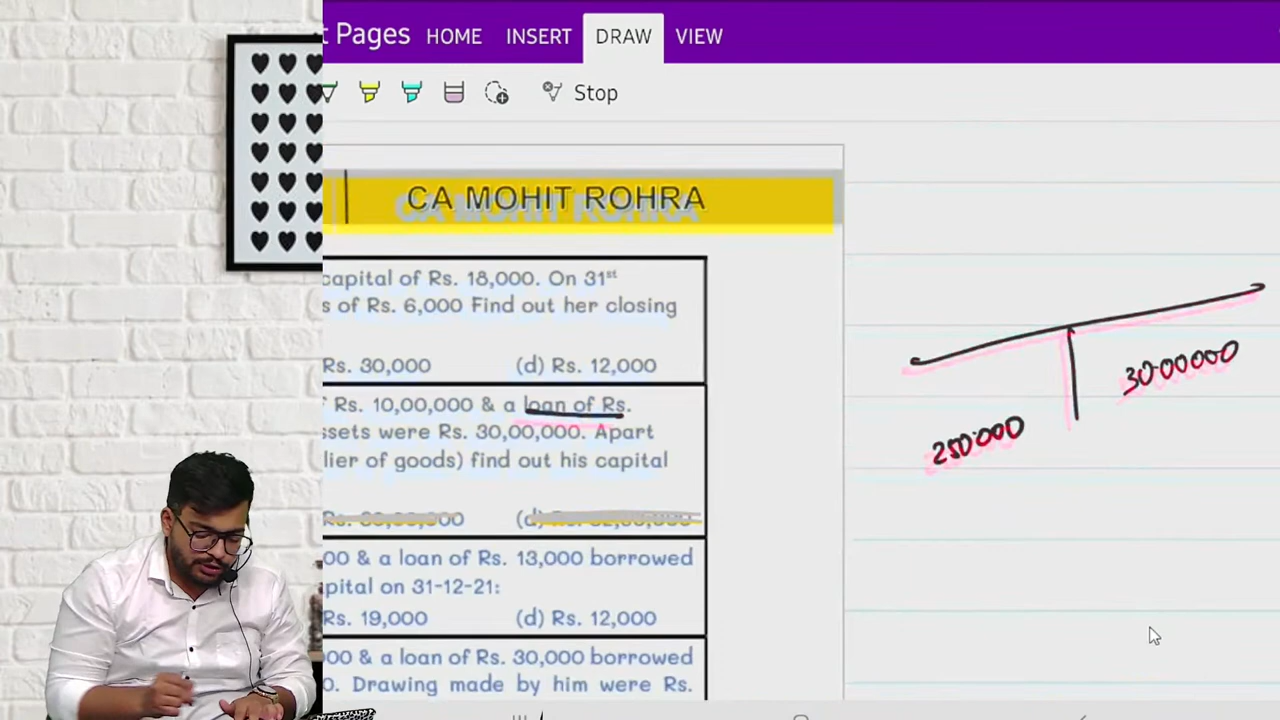 t Pages HOME INSERT DRAW VIEW
Stop
CA MOHIT ROHRA
capital of Rs. 18,000. On 31st
s of Rs. 6,000 Find out her closing
Rs. 30,000 (d) Rs. 12,000
Rs. 10,00,000 & a loan of Rs.
ssets were Rs. 30,00,000. Apart
lier of goods) find out his capital
(d) Rs.
00 & a loan of Rs. 13,000 borrowed
pital on 31-12-21:
Rs. 19,000 (d) Rs. 12,000
00 & a loan of Rs. 30,000 borrowed
0. Drawing made by him were Rs.
3000000
250000